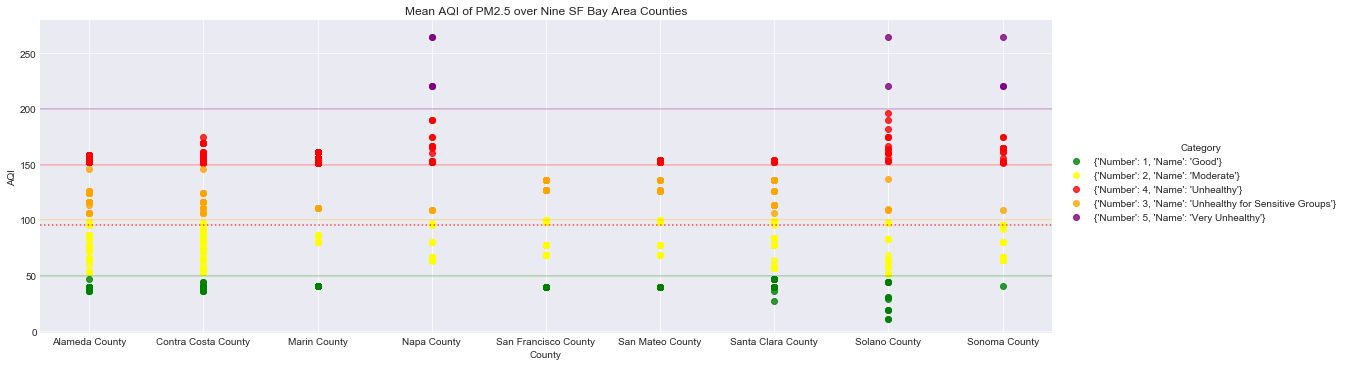 Mean AQI of PM2.5 over Nine SF Bay Area Counties
AQI
250
200
150
100
50
0
Alameda County Contra Costa County Marin County Napa County San Francisco County San Mateo County Santa Clara County Solano County Sonoma County
County
Category
{'Number': 1, 'Name': 'Good'}
{'Number': 2, 'Name': 'Moderate'}
{'Number': 4, 'Name': 'Unhealthy'}
{'Number': 3, 'Name': 'Unhealthy for Sensitive Groups'}
{'Number': 5, 'Name': 'Very Unhealthy'}